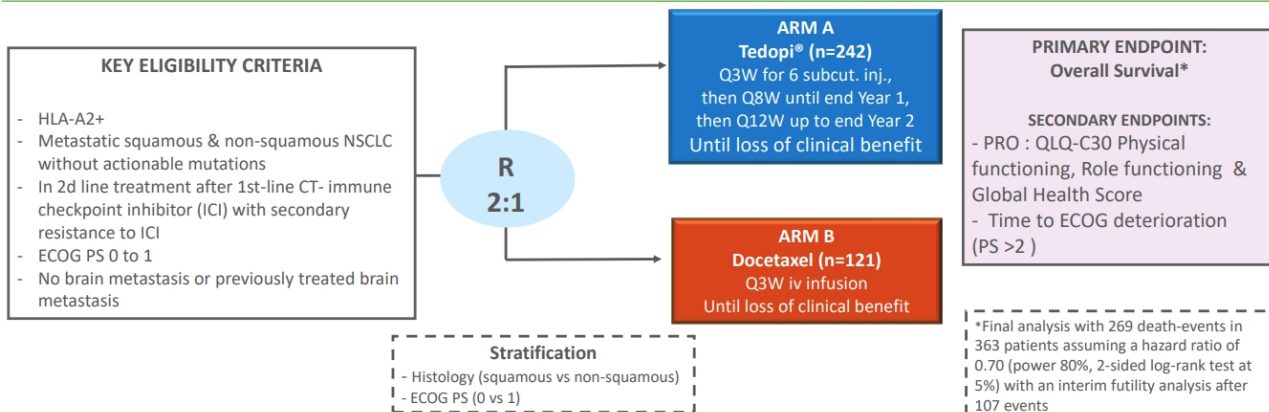 KEY ELIGIBILITY CRITERIA
- HLA-A2+
- Metastatic squamous & non-squamous NSCLC
without actionable mutations
- In 2d line treatment after 1st-line CT- immune
checkpoint inhibitor (ICI) with secondary
resistance to ICI
- ECOG PS 0 to 1
- No brain metastasis or previously treated brain
metastasis
R
2:1
ARM A
Tedopi® (n=242)
Q3W for 6 subcut. inj.,
then Q8W until end Year 1,
then Q12W up to end Year 2
Until loss of clinical benefit
ARM B
Docetaxel (n=121)
Q3W iv infusion
Until loss of clinical benefit
Stratification
- Histology (squamous vs non-squamous)
- ECOG PS (0 vs 1)
PRIMARY ENDPOINT:
Overall Survival*
SECONDARY ENDPOINTS:
- PRO : QLQ-C30 Physical
functioning, Role functioning &
Global Health Score
- Time to ECOG deterioration
(PS >2 )
*Final analysis with 269 death-events in
363 patients assuming a hazard ratio of
0.70 (power 80%, 2-sided log-rank test at
5%) with an interim futility analysis after
107 events